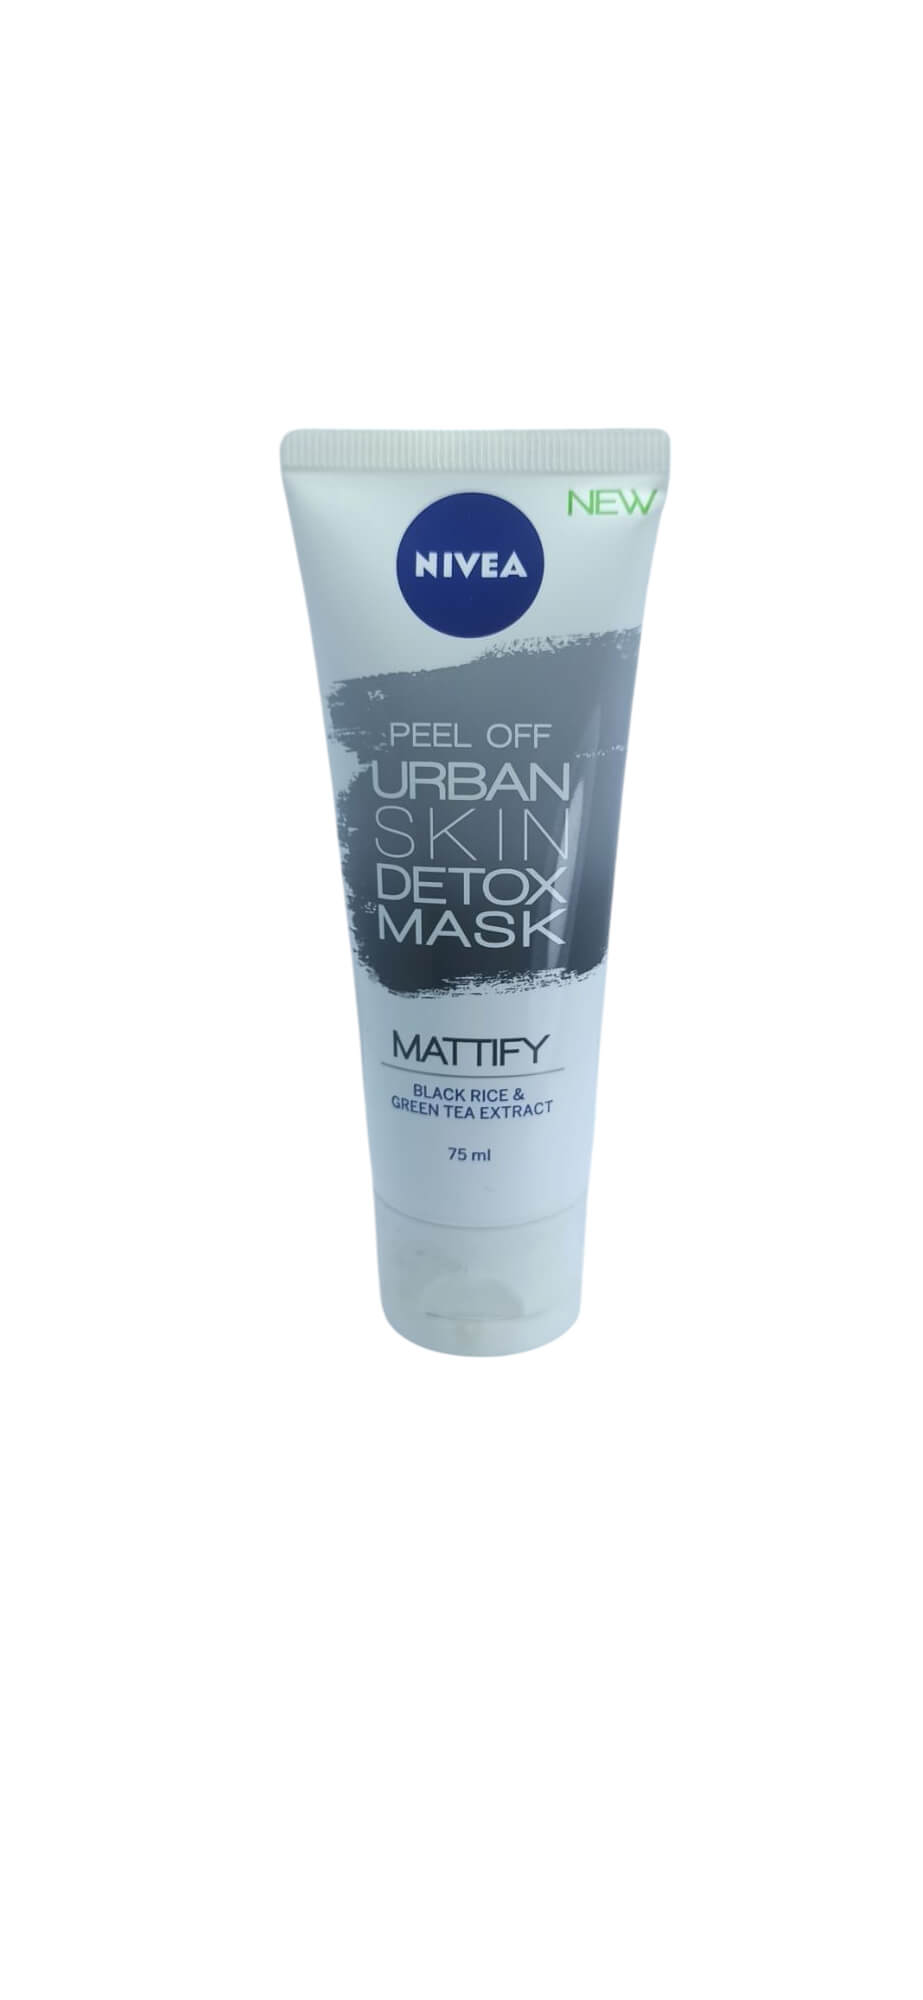 NEW
NIVEA
PEEL OFF
URBAN
SKIN
DETOX
MASK
MATTIFY
BLACK RICE &
GREEN TEA EXTRACT
75 ml